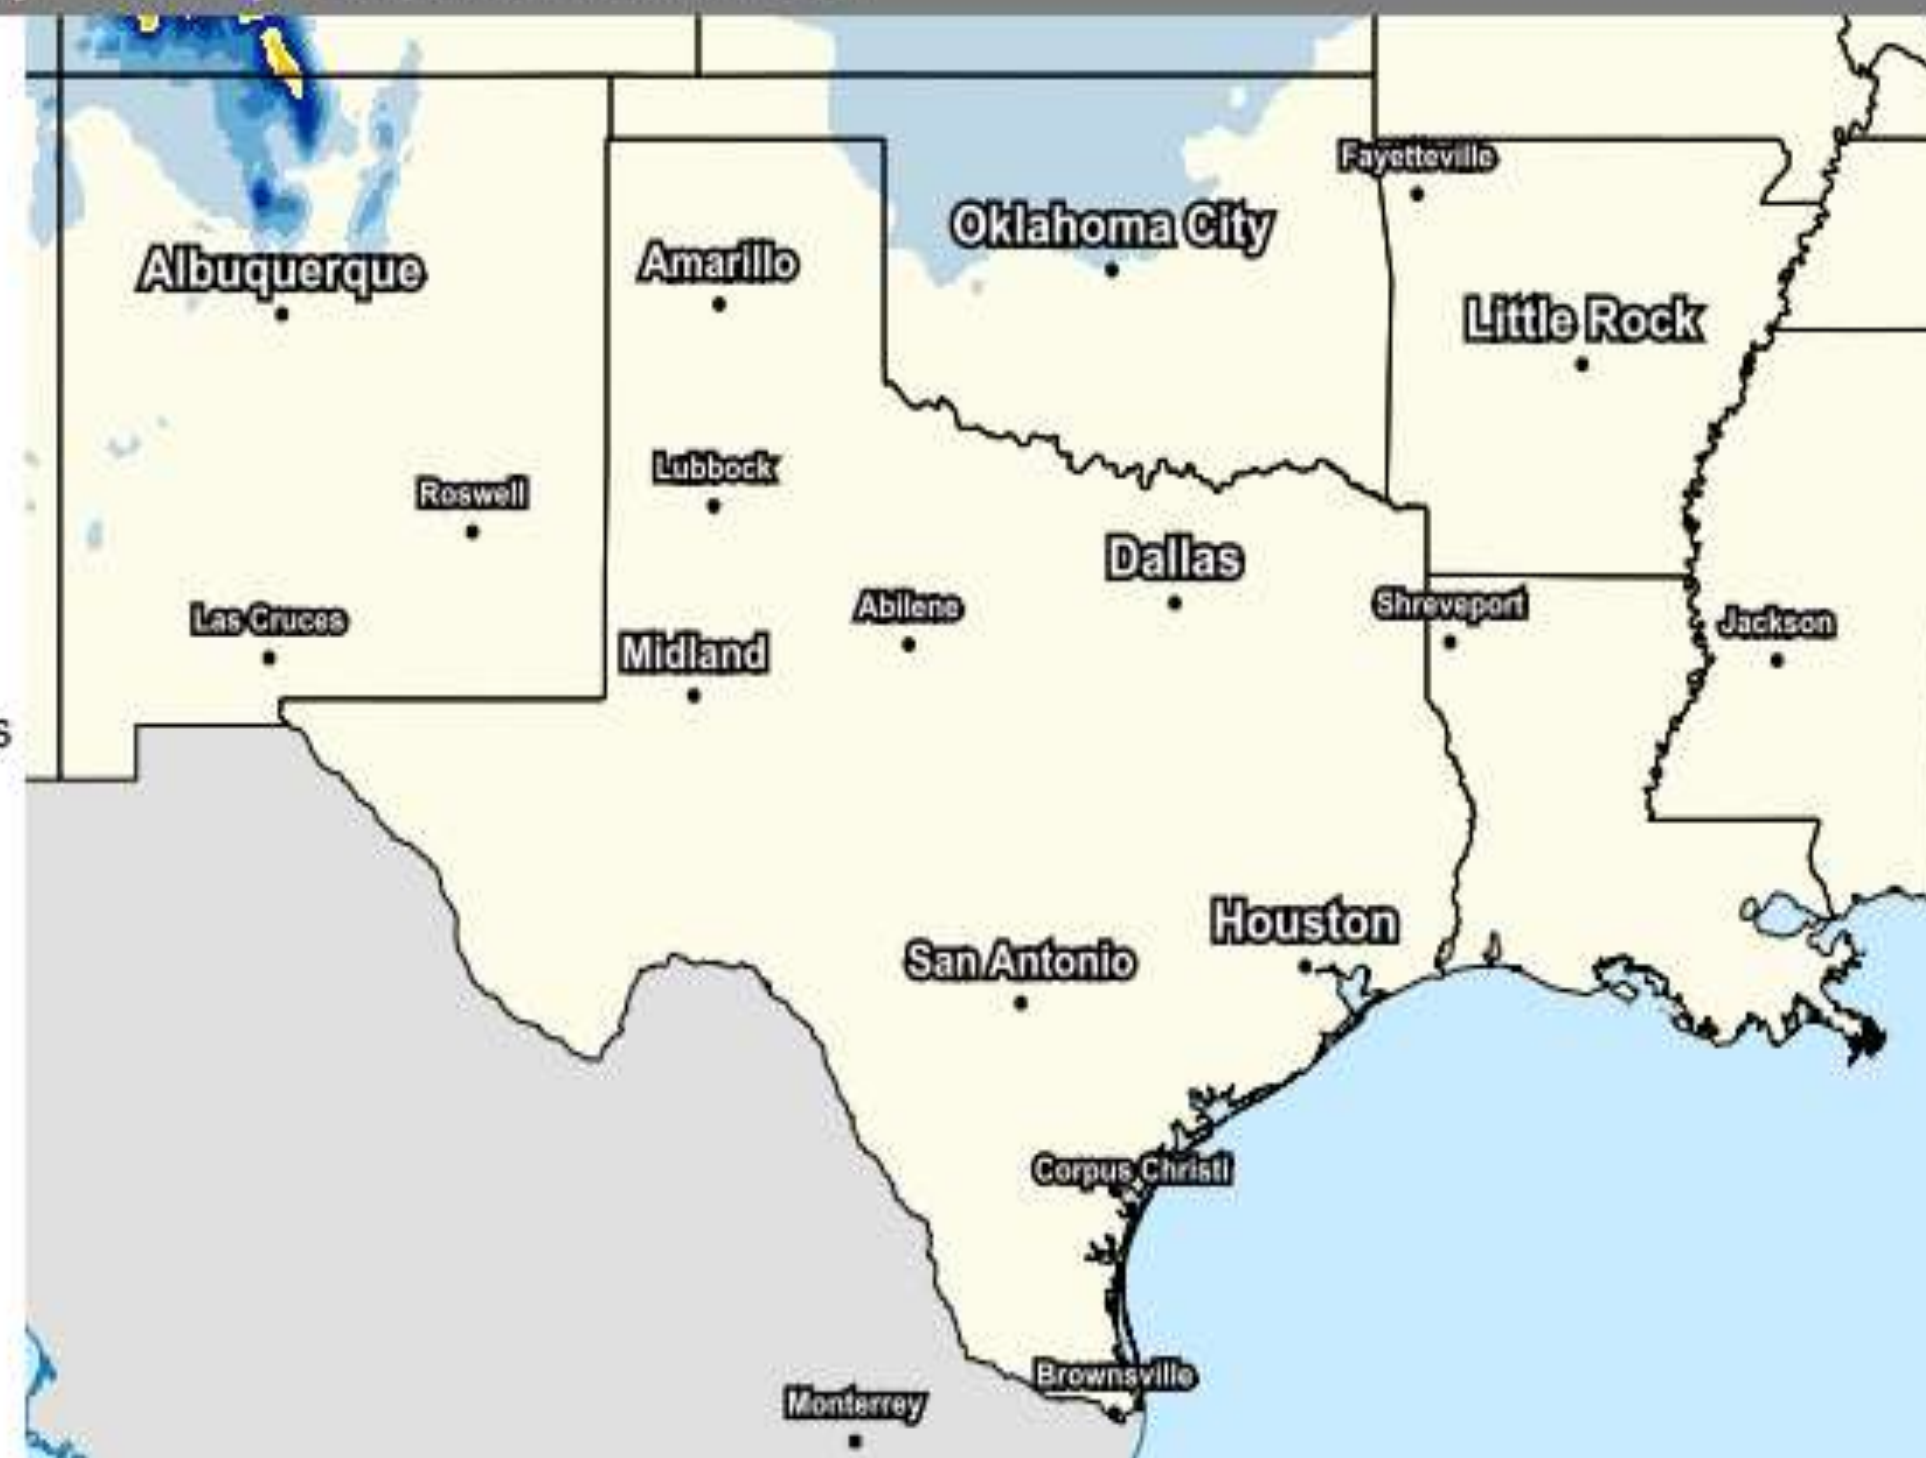 Fayetteville
Oklahoma City
Albuquerque
Amarillo
Little Rock
Lubbock
Roswell
Dallas
Abilene
Shreveport
Las Cruces
Jackson
Midland
s
Houston
San Antonio
Corpus Christi
Brownsville
Monterrey